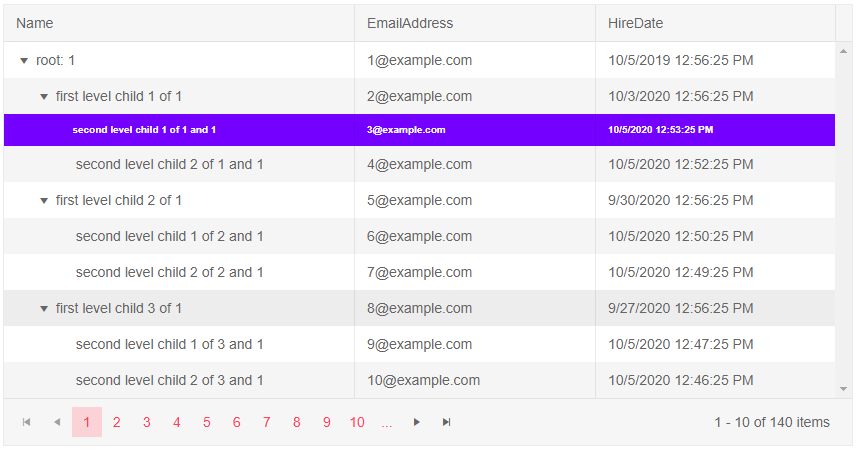 Name EmailAddress HireDate
root: 1 1@example.com 10/5/2019 12:56:25 PM
first level child 1 of 1 2@example.com 10/3/2020 12:56:25 PM
second level child 1 of 1 and 1 3@example.com 10/5/2020 12:53:25 PM
second level child 2 of 1 and 1 4@example.com 10/5/2020 12:52:25 PM
first level child 2 of 1 5@example.com 9/30/2020 12:56:25 PM
second level child 1 of 2 and 1 6@example.com 10/5/2020 12:50:25 PM
second level child 2 of 2 and 1 7@example.com 10/5/2020 12:49:25 PM
first level child 3 of 1 8@example.com 9/27/2020 12:56:25 PM
second level child 1 of 3 and 1 9@example.com 10/5/2020 12:47:25 PM
second level child 2 of 3 and 1 10@example.com 10/5/2020 12:46:25 PM
1 2 3 4 5 6 7 8 9 10 ... 1 - 10 of 140 items